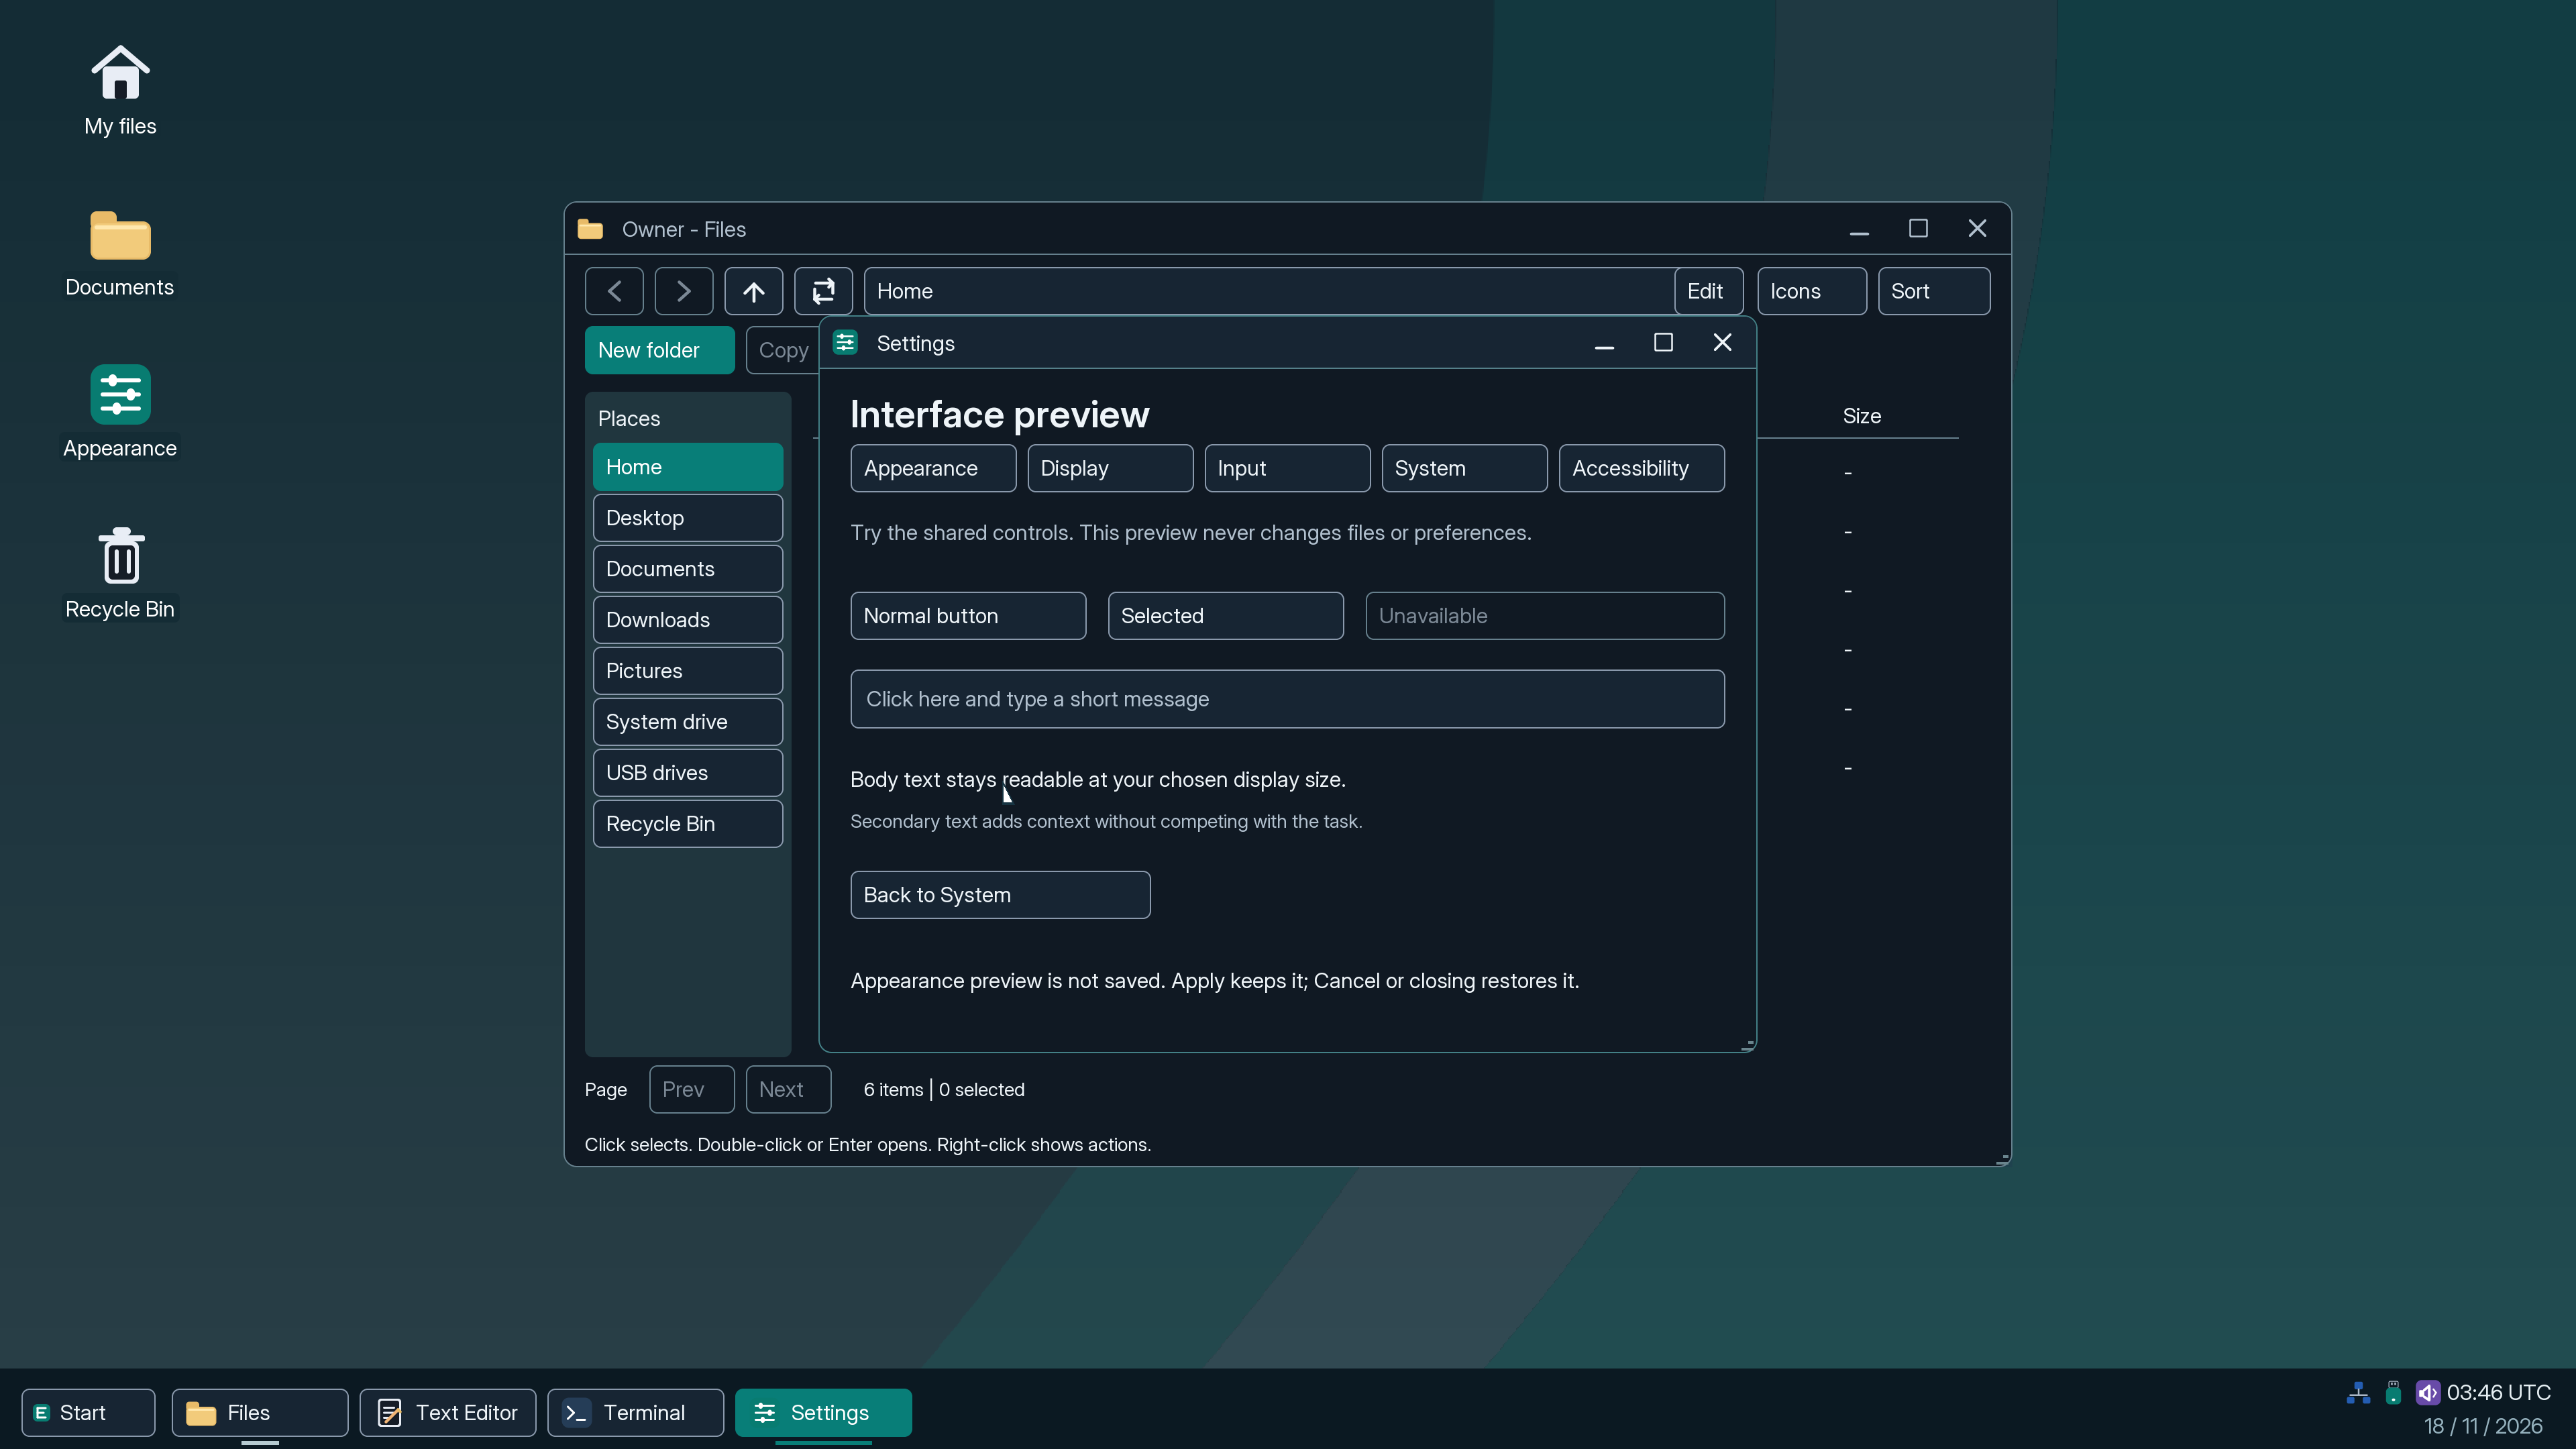 My files
Documents
Appearance
Recycle Bin
Owner - Files
Home
Edit
Icons
Sort
New folder
Copy
Size
Places
Home
Desktop
Documents
Downloads
Pictures
System drive
USB drives
Recycle Bin
-
-
-
-
-
-
Settings
Interface preview
Appearance
Display
Input
System
Accessibility
Try the shared controls. This preview never changes files or preferences.
Normal button
Selected
Unavailable
Click here and type a short message
Body text stays readable at your chosen display size.
Secondary text adds context without competing with the task.
Back to System
Appearance preview is not saved. Apply keeps it; Cancel or closing restores it.
Page
Prev
Next
6 items | 0 selected
Click selects. Double-click or Enter opens. Right-click shows actions.
E Start
Files
Text Editor
Terminal
Settings
03:46 UTC
18 / 11 / 2026